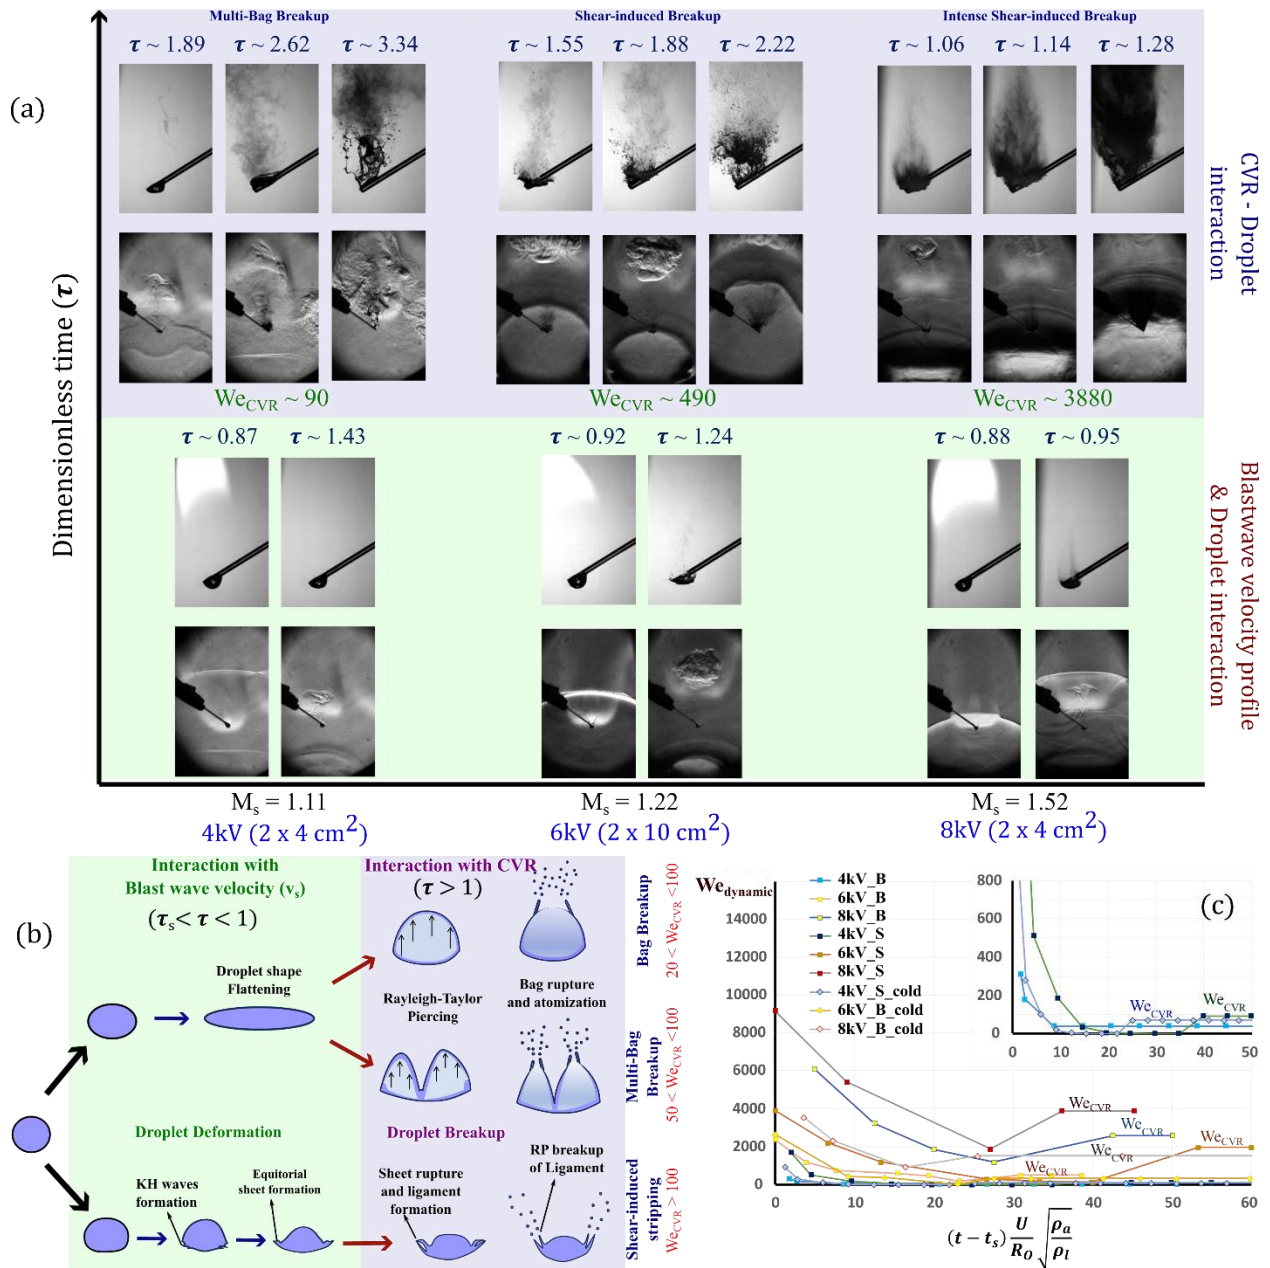 (a)
Multi-Bag Breakup
Shear-induced Breakup
Intense Shear-induced Breakup
τ ~ 1.89
τ ~ 2.62
τ ~ 3.34
τ ~ 1.55
τ ~ 1.88
τ ~ 2.22
τ ~ 1.06
τ ~ 1.14
τ ~ 1.28
CVR - Droplet
interaction
Dimensionless time (τ)
We_CVR ~ 90
We_CVR ~ 490
We_CVR ~ 3880
τ ~ 0.87
τ ~ 1.43
τ ~ 0.92
τ ~ 1.24
τ ~ 0.88
τ ~ 0.95
Blastwave velocity profile
& Droplet interaction
M_s = 1.11
M_s = 1.22
M_s = 1.52
4kV (2 x 4 cm²)
6kV (2 x 10 cm²)
8kV (2 x 4 cm²)
(b)
Interaction with
Blast wave velocity (v_s)
(τ_s < τ < 1)
Interaction with CVR
(τ > 1)
Droplet shape
Flattening
Rayleigh-Taylor
Piercing
Bag rupture
and atomization
Bag Breakup
20 < We_CVR <100
Multi-Bag
Breakup
50 < We_CVR <100
Droplet Deformation
Droplet Breakup
KH waves
formation
Equitorial
sheet formation
Sheet rupture
and ligament
formation
RP breakup
of Ligament
Shear-induced
stripping
We_CVR > 100
(c)
We_dynamic
14000
12000
10000
8000
6000
4000
2000
0
4kV_B
6kV_B
8kV_B
4kV_S
6kV_S
8kV_S
4kV_S_cold
6kV_B_cold
8kV_B_cold
800
600
400
200
0
We_CVR
We_CVR
0
10
20
30
40
50
We_CVR
We_CVR
We_CVR
We_CVR
We_CVR
0
10
20
30
40
50
60
(t − t_s) U/R_O √(ρ_a/ρ_l)